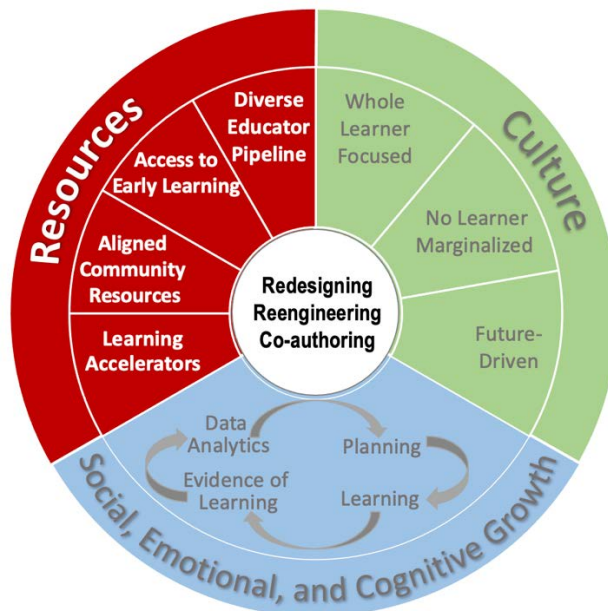 Resources
Diverse
Educator
Pipeline
Access to
Early Learning
Aligned
Community
Resources
Learning
Accelerators
Culture
Whole
Learner
Focused
No Learner
Marginalized
Future-
Driven
Redesigning
Reengineering
Co-authoring
Data
Analytics
Planning
Evidence of
Learning
Learning
Social, Emotional, and Cognitive Growth